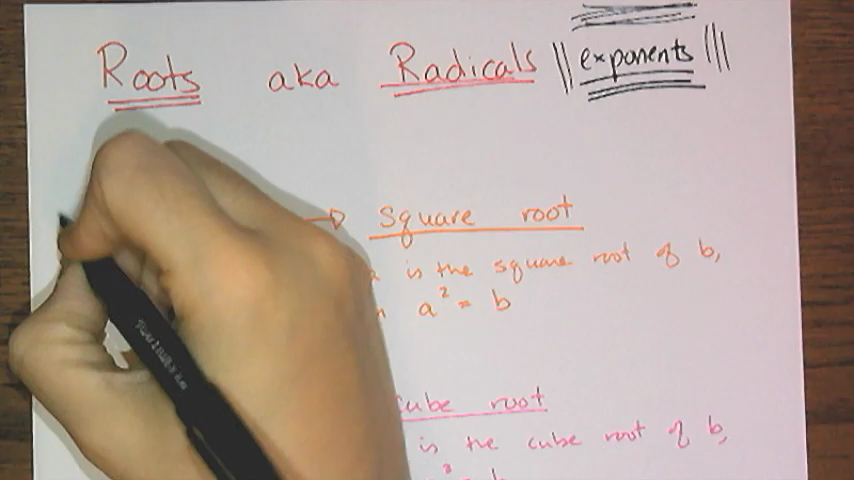 Roots aka Radicals || exponents |||
square root
a is the square root of b,
a² = b
cube root
is the cube root of b,